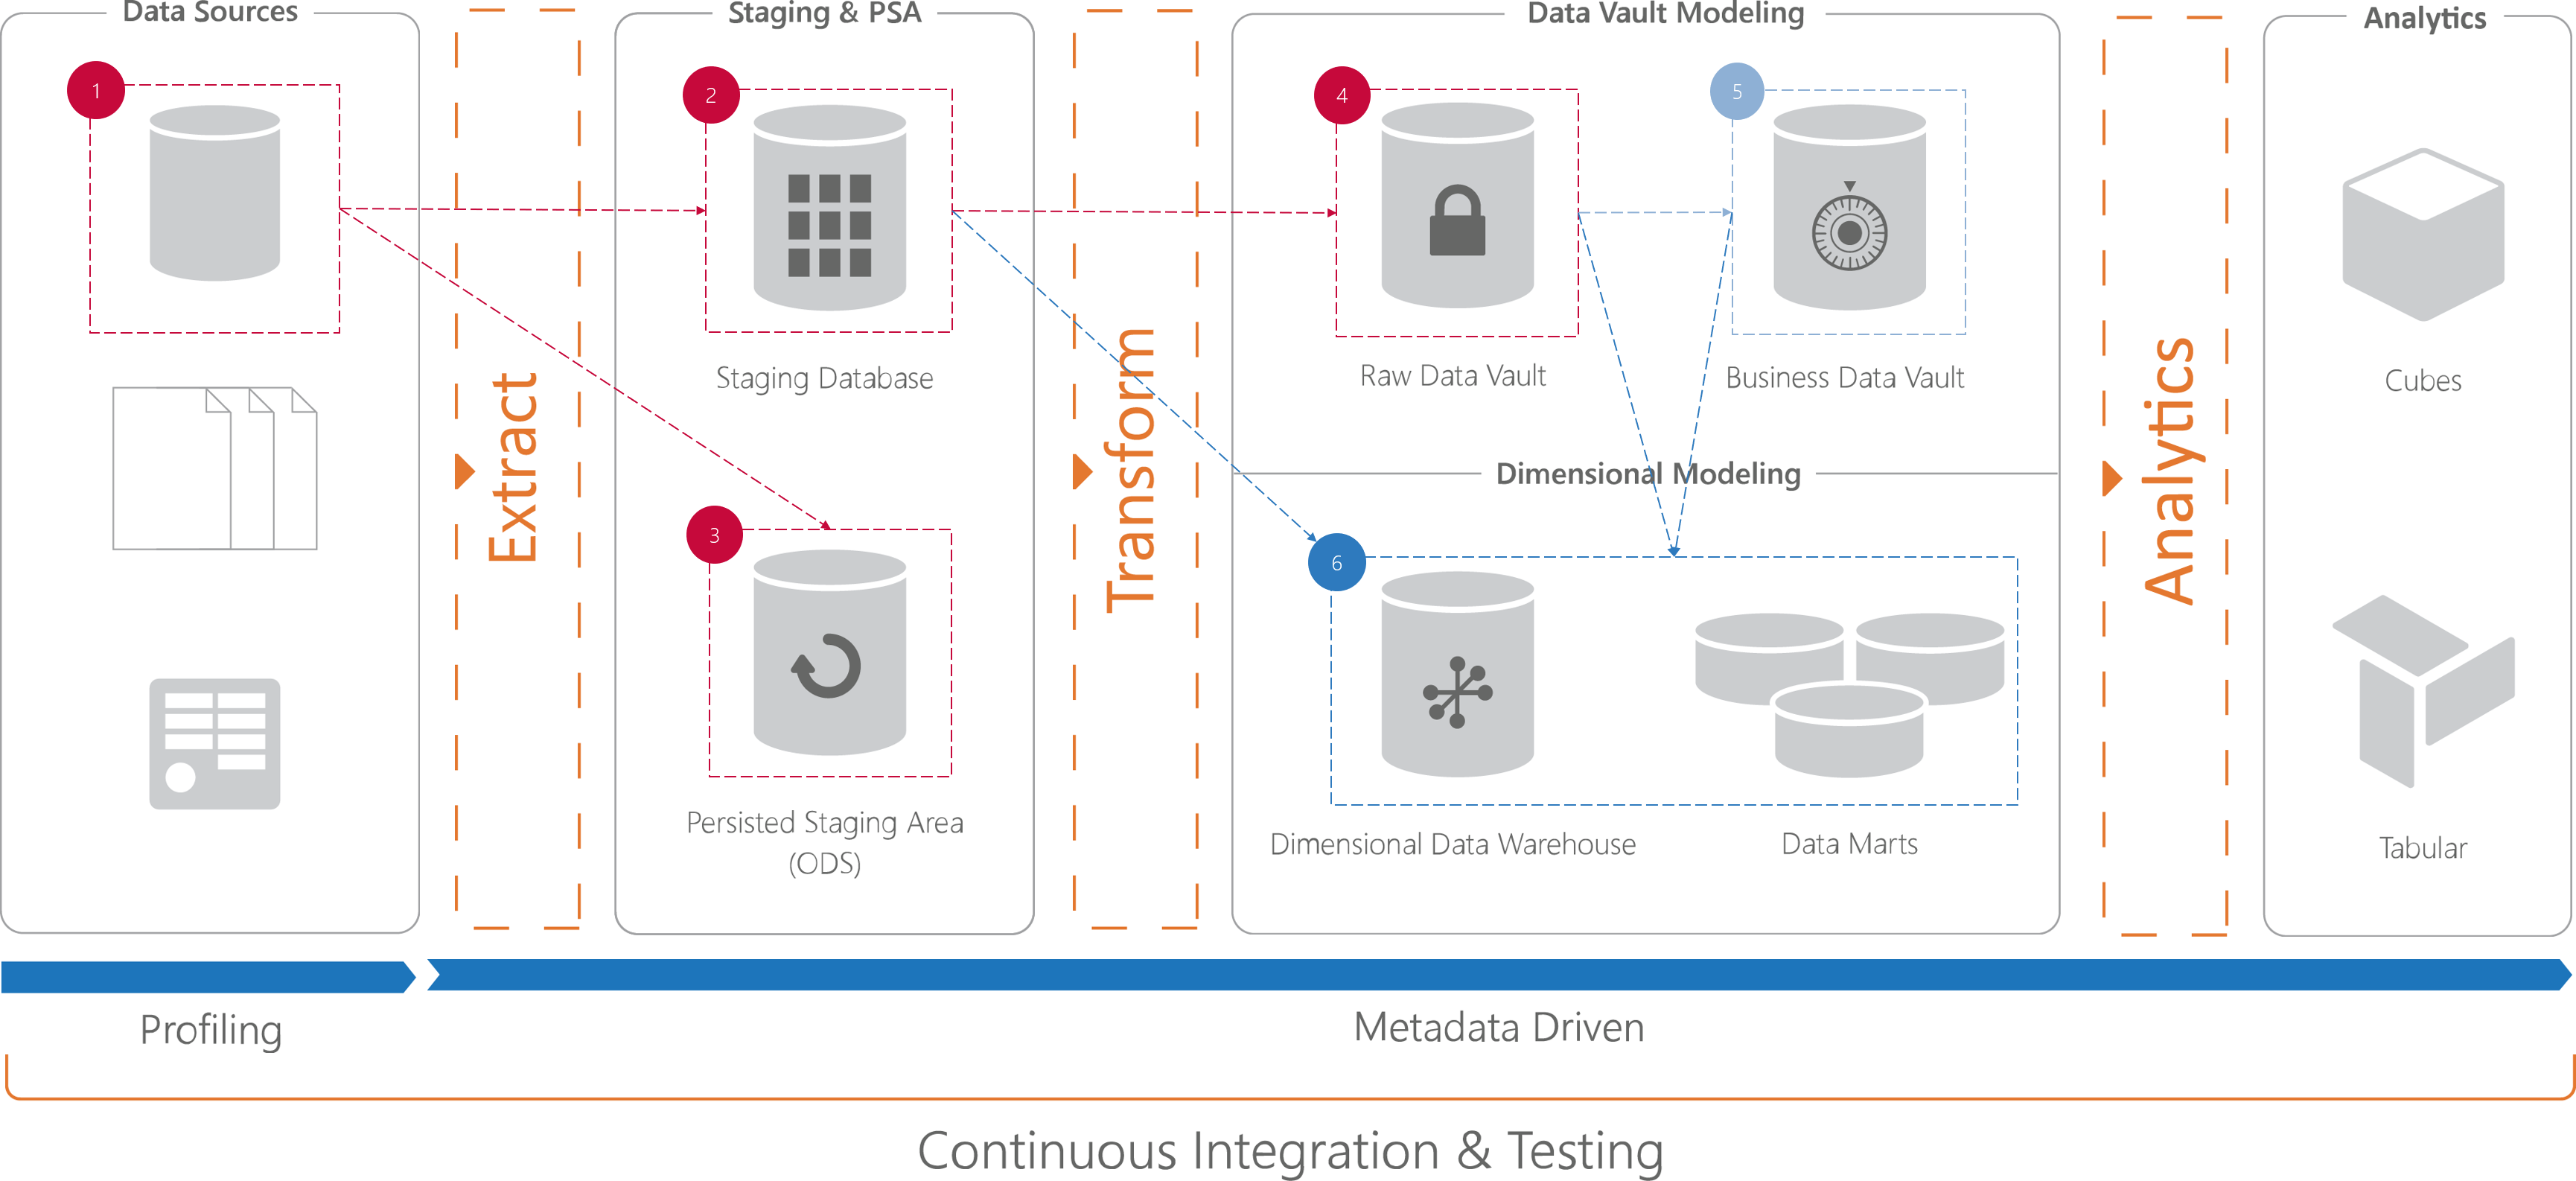 Data Sources
Staging & PSA
Data Vault Modeling
Analytics
1
2
4
5
Staging Database
Raw Data Vault
Business Data Vault
Cubes
Extract
Transform
Analytics
Dimensional Modeling
3
6
Persisted Staging Area
(ODS)
Dimensional Data Warehouse
Data Marts
Tabular
Profiling
Metadata Driven
Continuous Integration & Testing